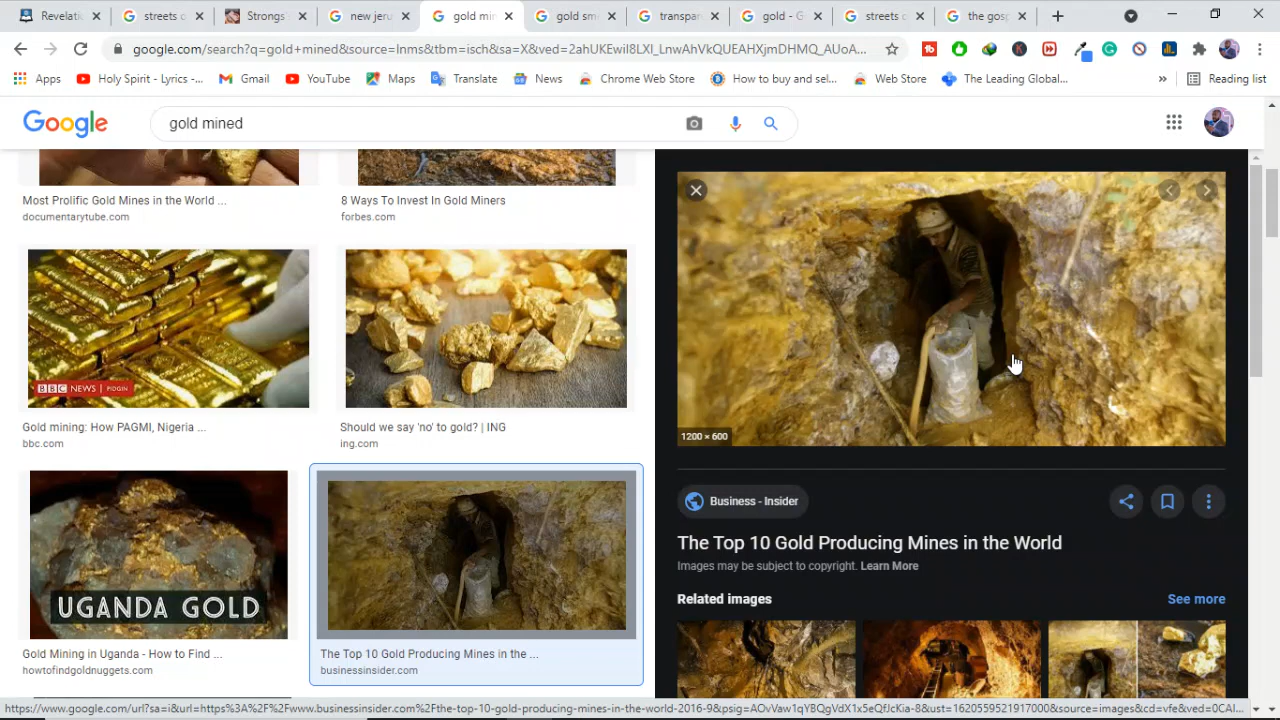 Revelati
streets o
Strongs
new jeru
gold min
gold sm
transpar
gold - G
streets o
the gosp
google.com/search?q=gold+mined&source=lnms&tbm=isch&sa=X&ved=2ahUKEwiI8LXl_LnwAhVkQUEAHXjmDHMQ_AUoA...
Apps
Holy Spirit - Lyrics -...
Gmail
YouTube
Maps
Translate
News
Chrome Web Store
How to buy and sel...
Web Store
The Leading Global...
»
Reading list
Google
gold mined
Most Prolific Gold Mines in the World ...
documentarytube.com
8 Ways To Invest In Gold Miners
forbes.com
BBC NEWS | PIDGIN
Gold mining: How PAGMI, Nigeria ...
bbc.com
Should we say 'no' to gold? | ING
ing.com
UGANDA GOLD
Gold Mining in Uganda - How to Find ...
howtofindgoldnuggets.com
The Top 10 Gold Producing Mines in the ...
businessinsider.com
1200 × 600
Business - Insider
The Top 10 Gold Producing Mines in the World
Images may be subject to copyright. Learn More
Related images
See more
https://www.google.com/url?sa=i&url=https%3A%2F%2Fwww.businessinsider.com%2Fthe-top-10-gold-producing-mines-in-the-world-2016-9&psig=AOvVaw1qY8QgVdX1x5eQfJcKia-8&ust=1620559521917000&source=images&cd=vfe&ved=0CAI...